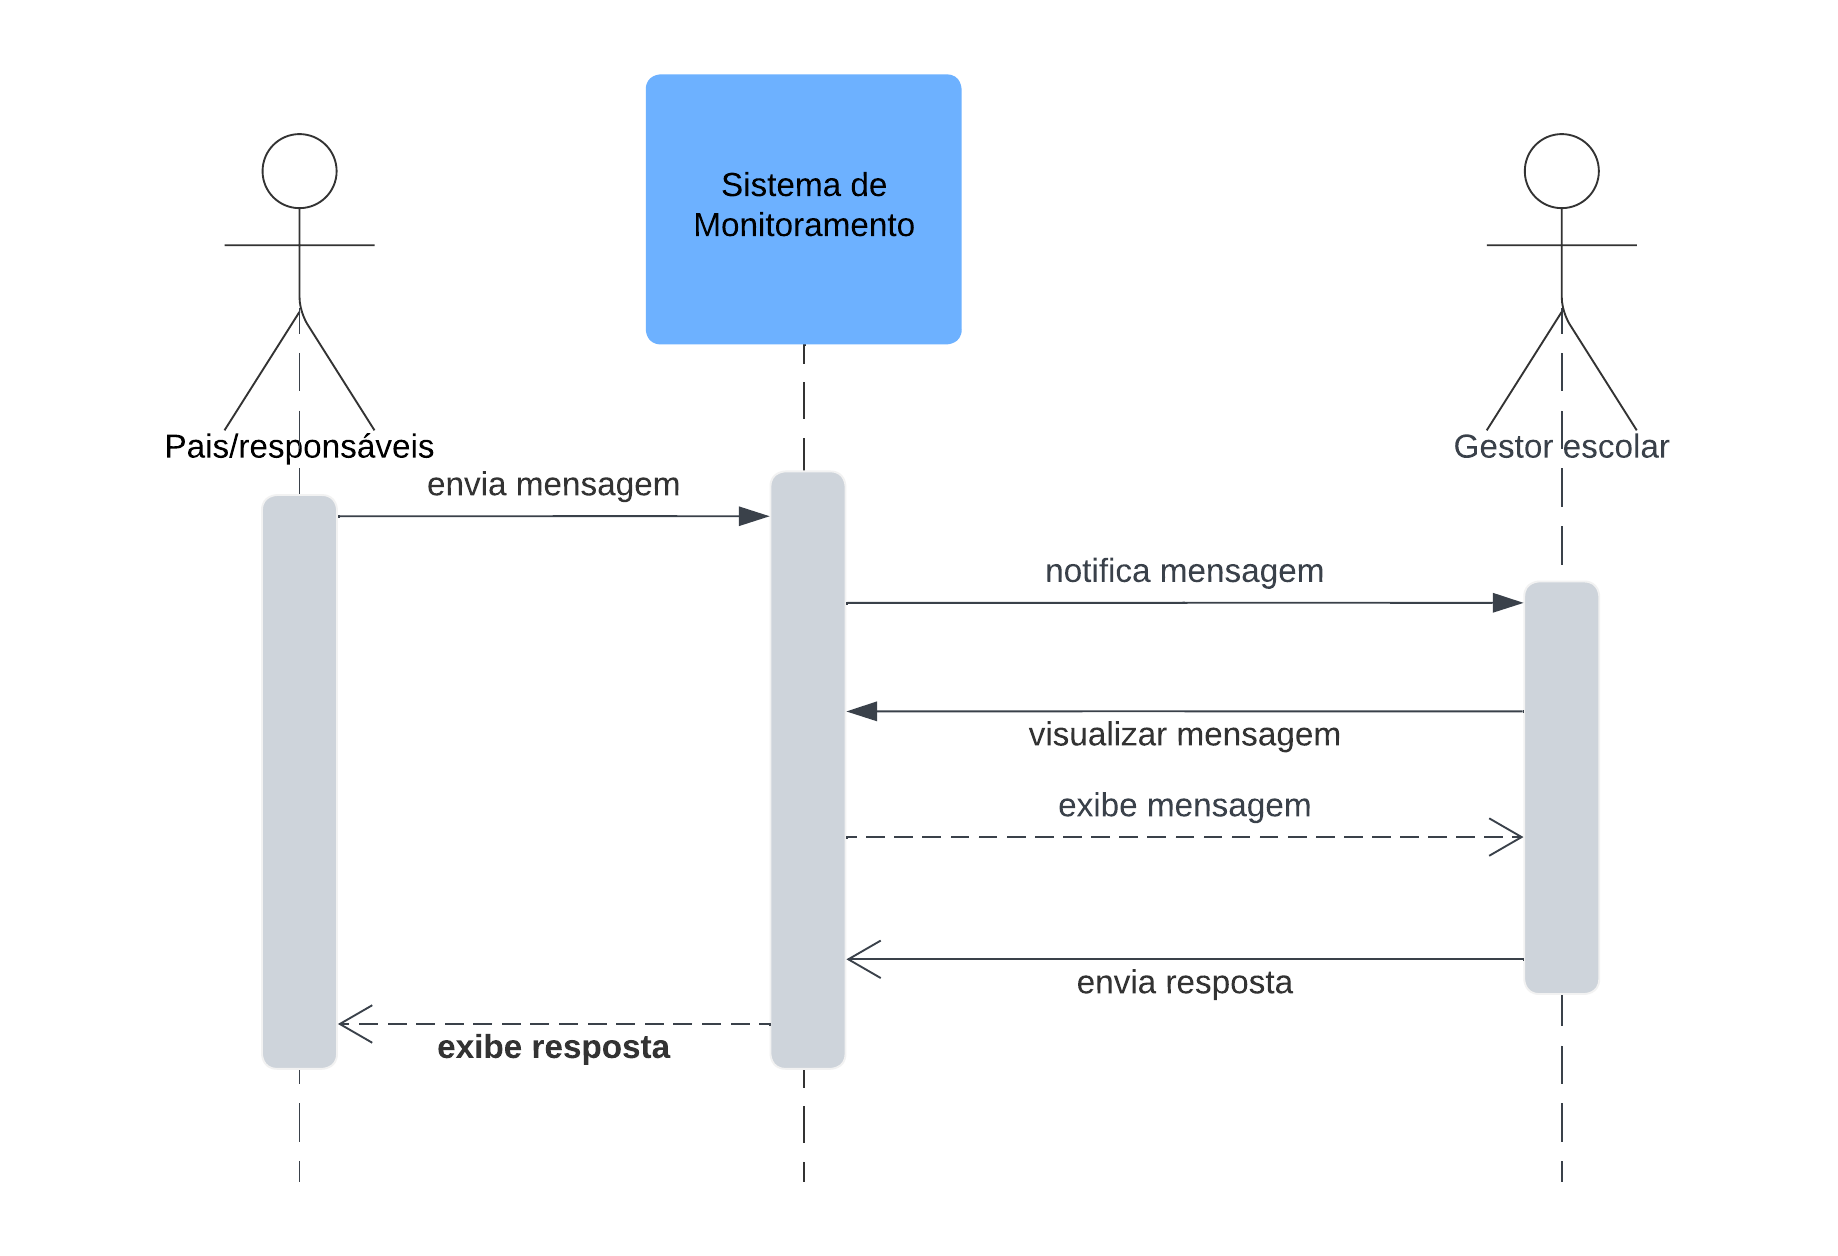 Sistema de
Monitoramento
Pais/responsáveis
Gestor escolar
envia mensagem
notifica mensagem
visualizar mensagem
exibe mensagem
envia resposta
exibe resposta